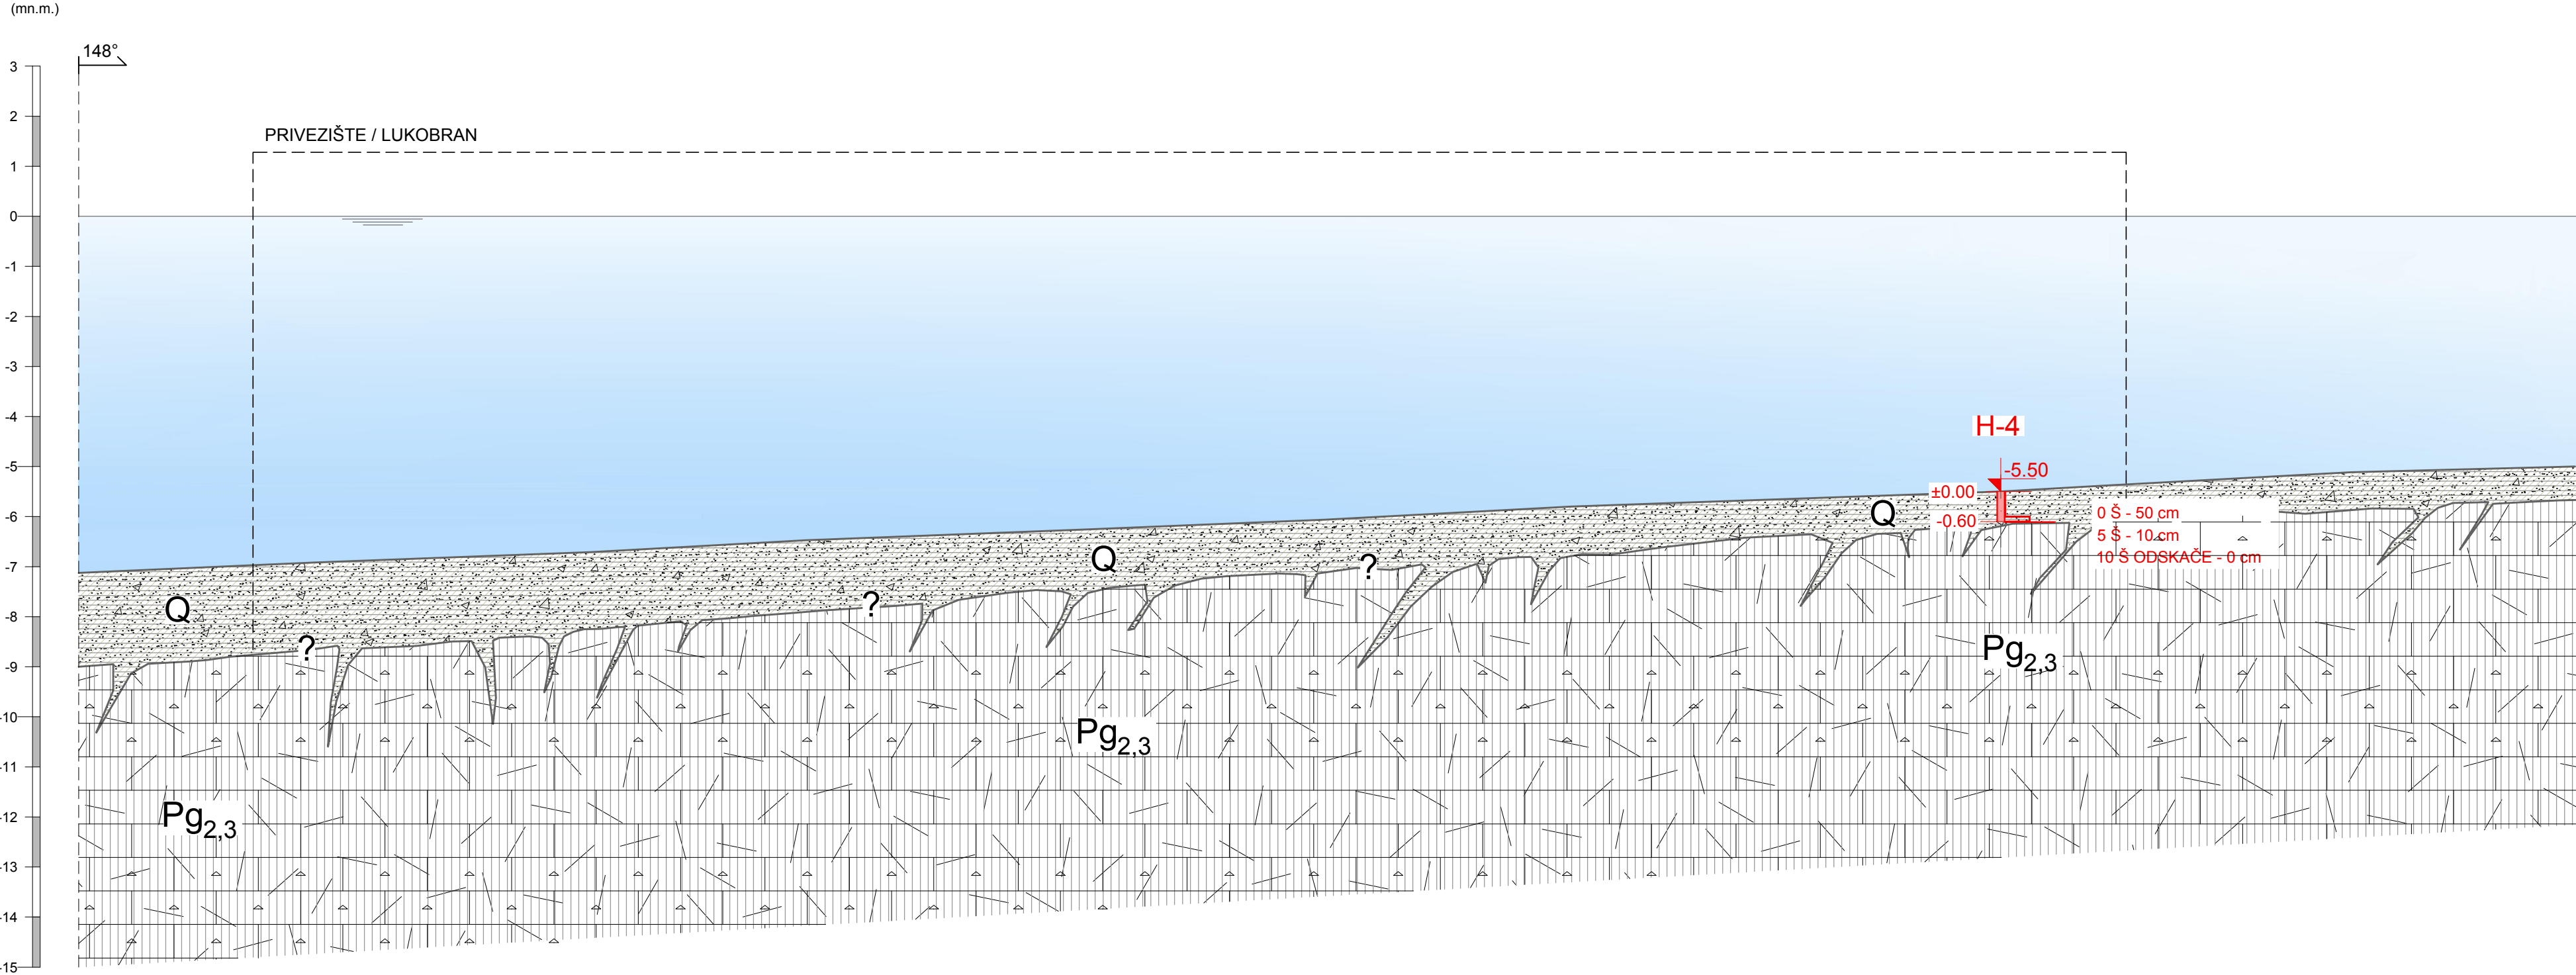 (mn.m.)
148°
3
2
PRIVEZIŠTE / LUKOBRAN
1
0
-1
-2
-3
-4
H-4
-5
-5.50
±0.00
-0.60
Q
0 Š - 50 cm
5 Š - 10 cm
10 Š ODSKAČE - 0 cm
-6
Q
?
-7
?
Q
-8
?
Pg2,3
-9
Pg2,3
-10
-11
Pg2,3
-12
-13
-14
-15